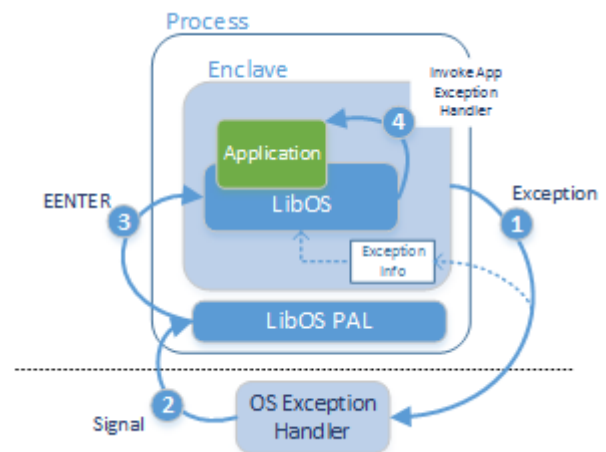 Process
Enclave
Invoke App
Exception
Handler
4
Application
EENTER
Exception
3
LibOS
1
Exception
Info
LibOS PAL
2
OS Exception
Handler
Signal